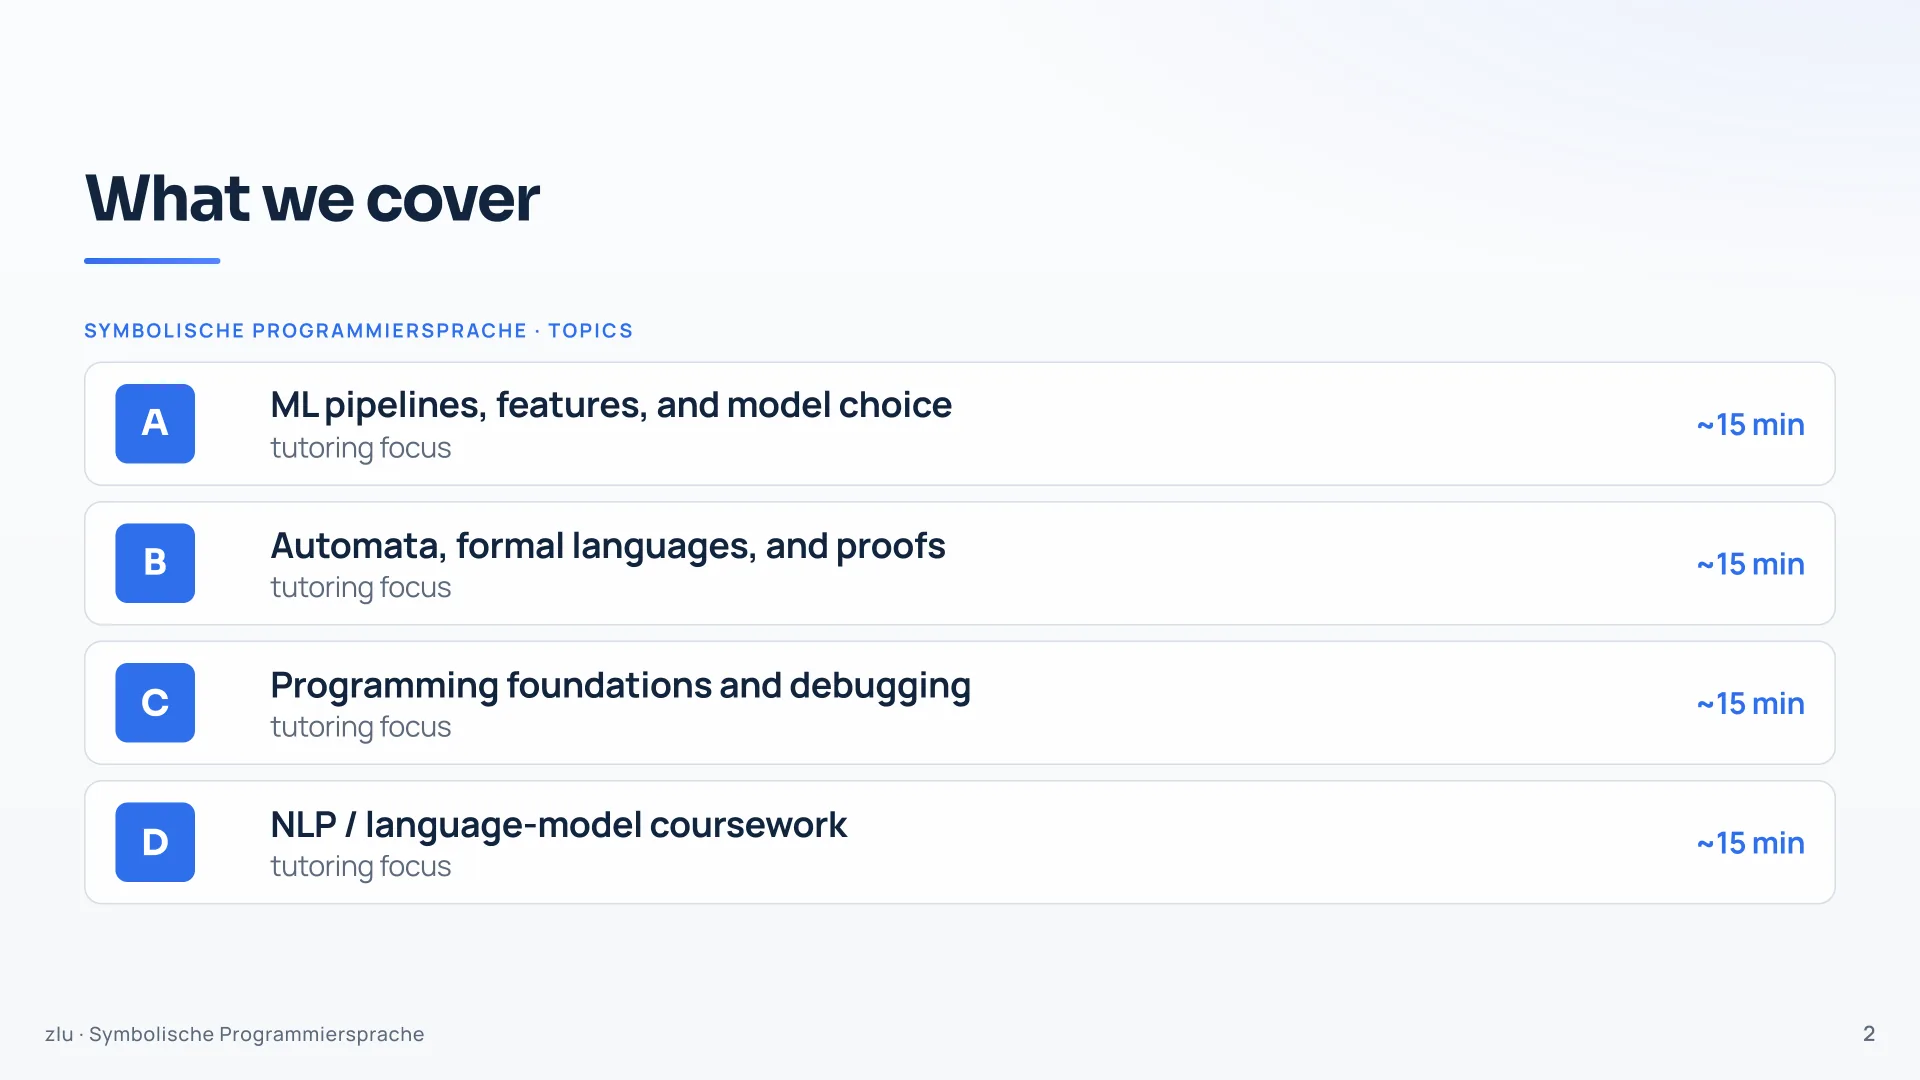 What we cover
SYMBOLISCHE PROGRAMMIERSPRACHE · TOPICS
A
ML pipelines, features, and model choice
tutoring focus
~15 min
B
Automata, formal languages, and proofs
tutoring focus
~15 min
C
Programming foundations and debugging
tutoring focus
~15 min
D
NLP / language-model coursework
tutoring focus
~15 min
zlu · Symbolische Programmiersprache
2